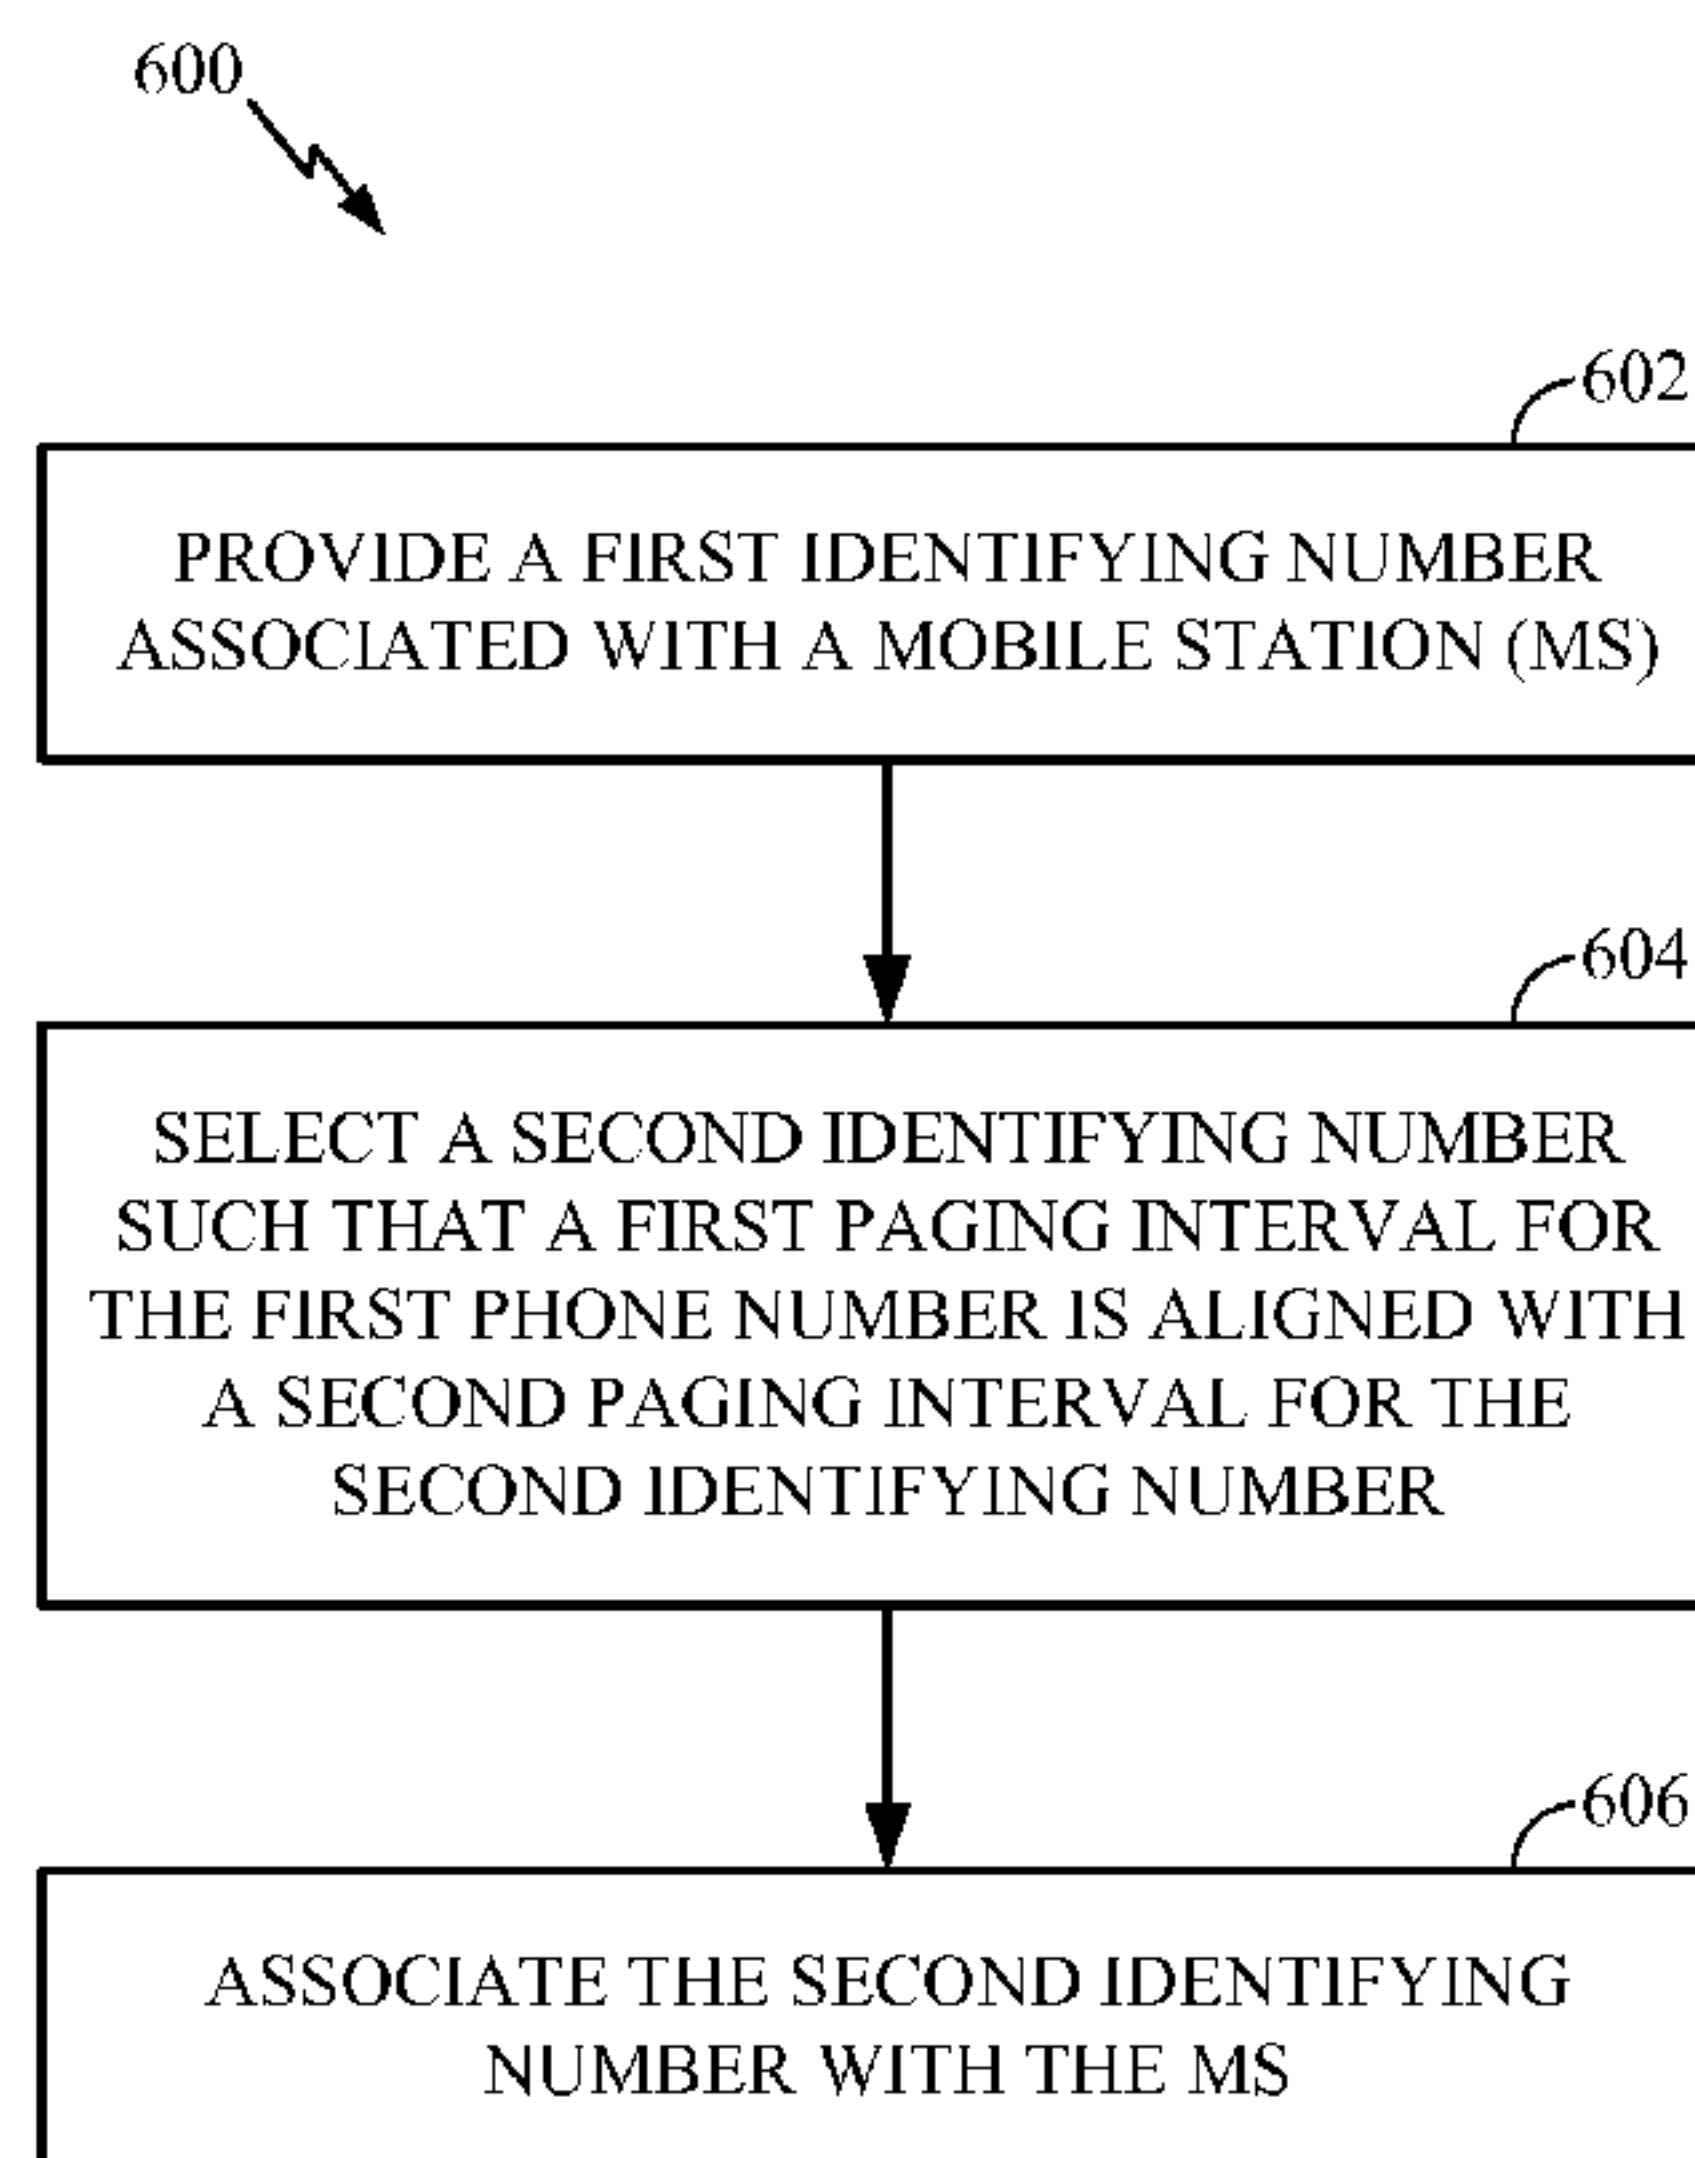 600
602
PROVIDE A FIRST IDENTIFYING NUMBER
ASSOCIATED WITH A MOBILE STATION (MS)
604
SELECT A SECOND IDENTIFYING NUMBER
SUCH THAT A FIRST PAGING INTERVAL FOR
THE FIRST PHONE NUMBER IS ALIGNED WITH
A SECOND PAGING INTERVAL FOR THE
SECOND IDENTIFYING NUMBER
606
ASSOCIATE THE SECOND IDENTIFYING
NUMBER WITH THE MS